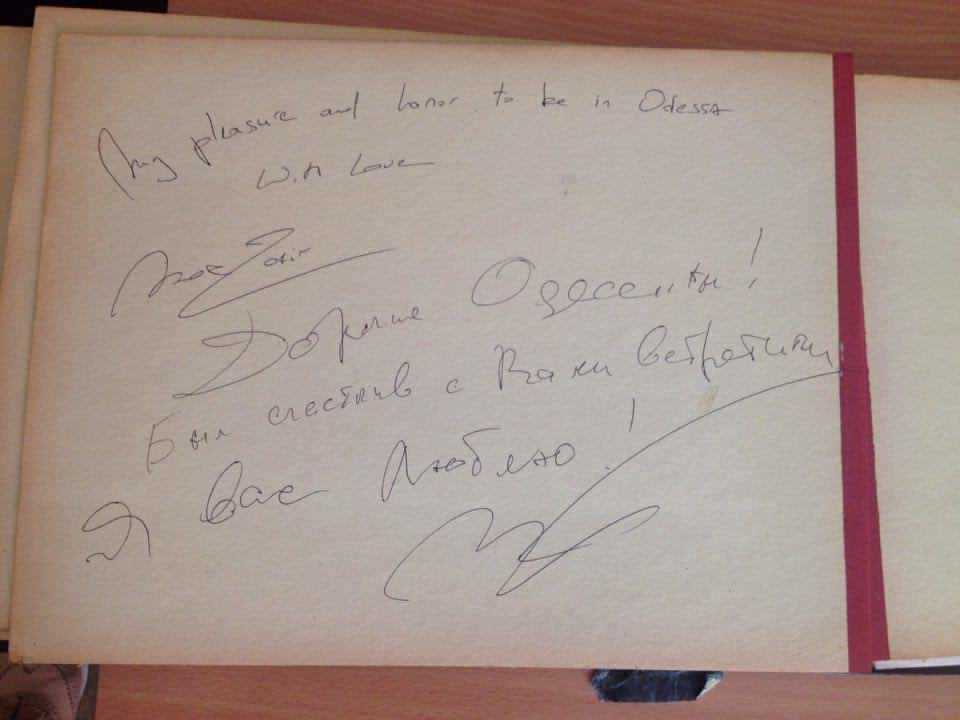 My pleasure and honor to be in Odessa
With Love
Дорогие Одесситы!
Был счастлив с Вами встретиться
Я Вас Люблю!